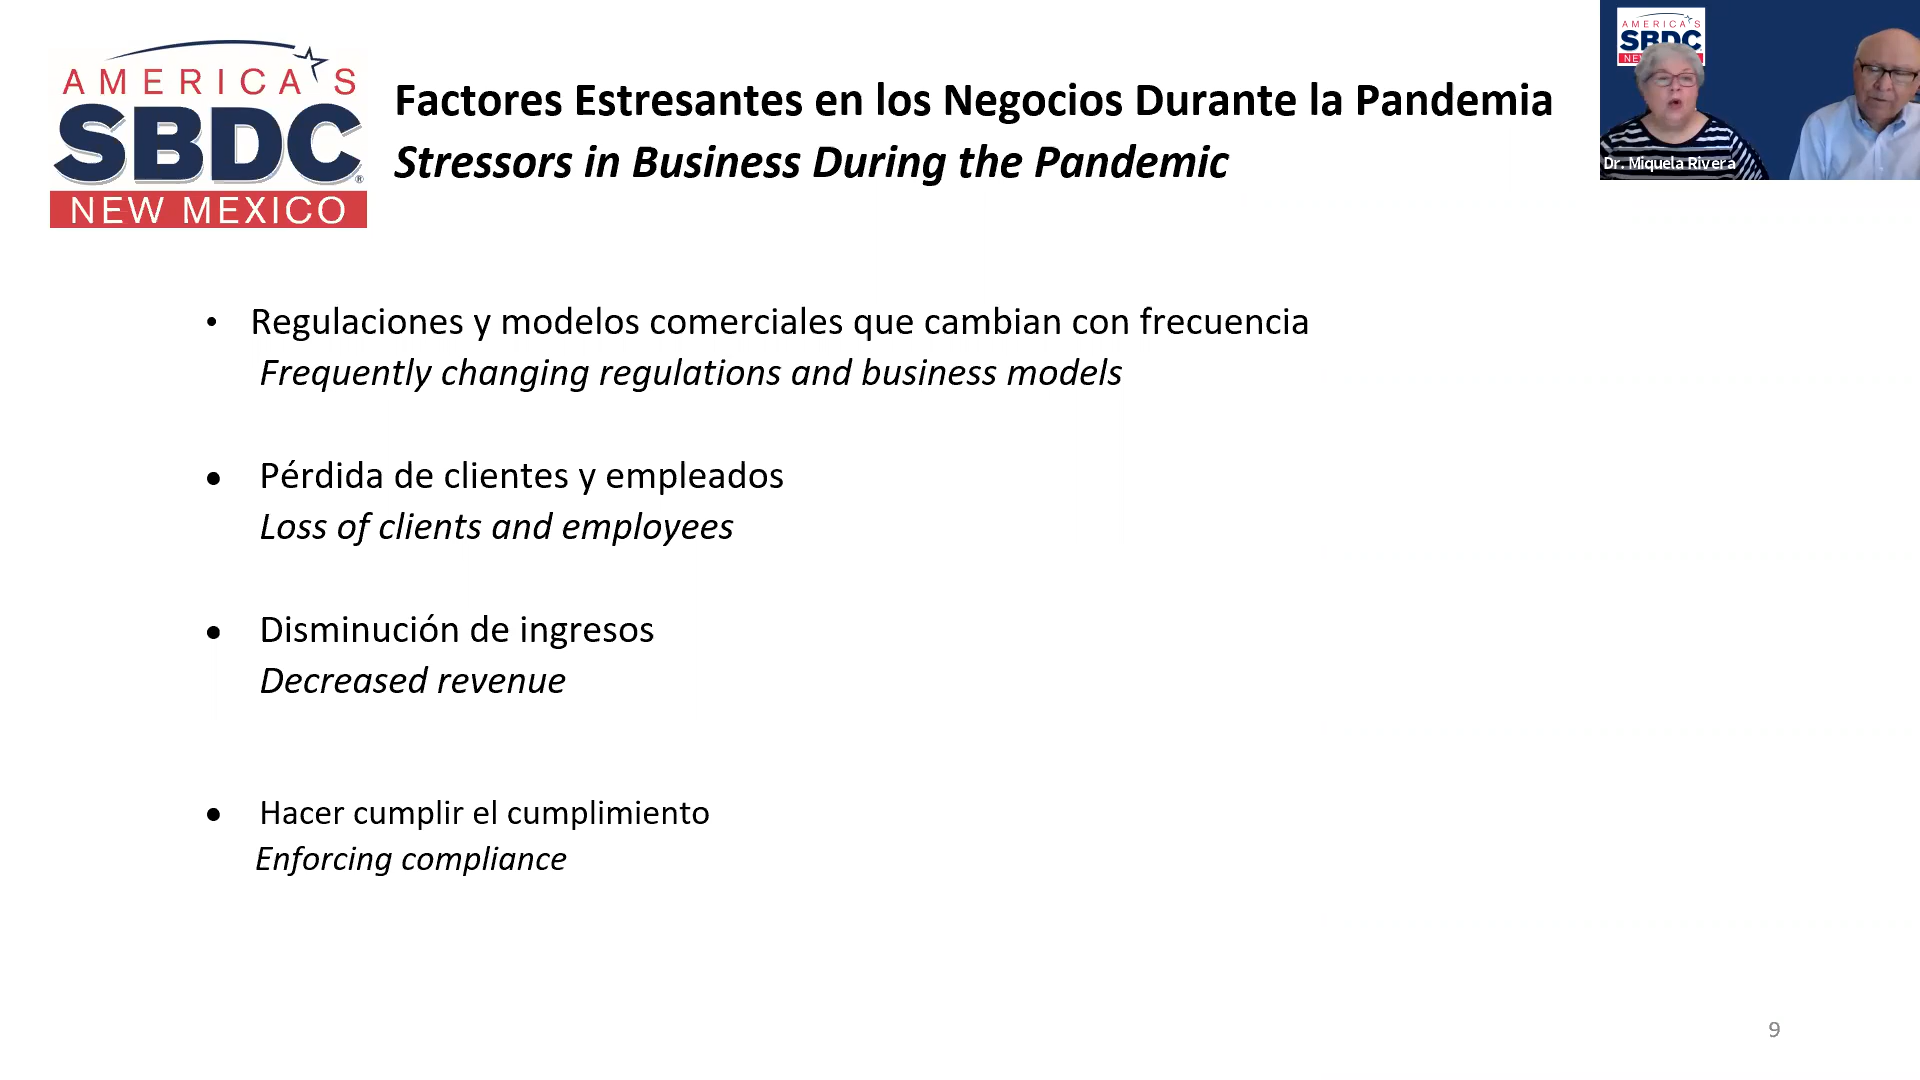 AMERICA'S
SBDC
NEW MEXICO
Factores Estresantes en los Negocios Durante la Pandemia
Stressors in Business During the Pandemic
AMERICA'S
SBDC
NE
Dr. Miquela Rivera
• Regulaciones y modelos comerciales que cambian con frecuencia
Frequently changing regulations and business models
• Pérdida de clientes y empleados
Loss of clients and employees
• Disminución de ingresos
Decreased revenue
• Hacer cumplir el cumplimiento
Enforcing compliance
9